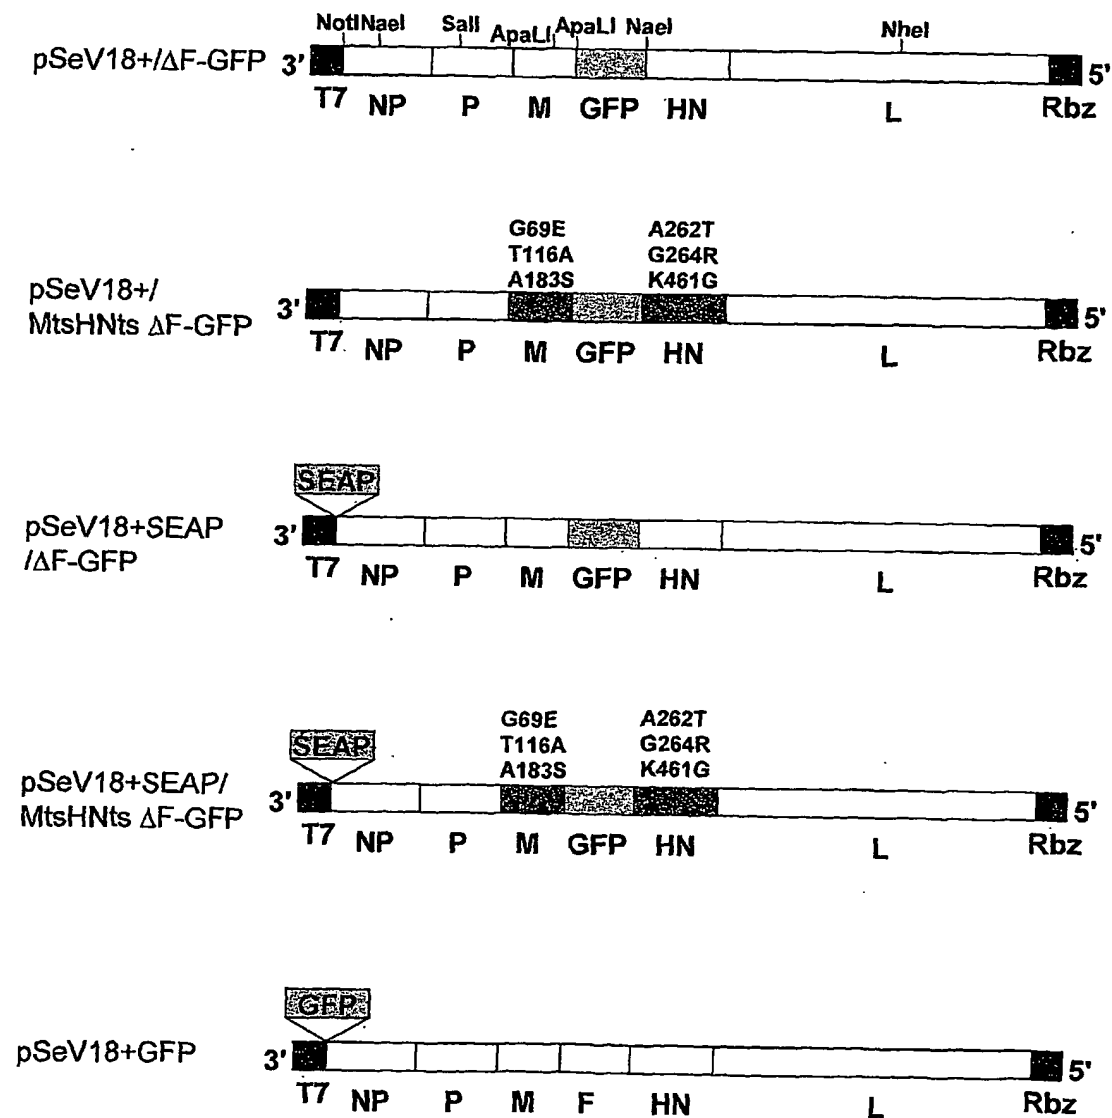 NotI NaeI SalI ApaLI ApaLI NaeI NheI
pSeV18+/ΔF-GFP 3' 5'
T7 NP P M GFP HN L Rbz
G69E A262T
T116A G264R
A183S K461G
pSeV18+/
MtsHNts ΔF-GFP 3' 5'
T7 NP P M GFP HN L Rbz
SEAP
pSeV18+SEAP
/ΔF-GFP 3' 5'
T7 NP P M GFP HN L Rbz
G69E A262T
T116A G264R
A183S K461G
SEAP
pSeV18+SEAP/
MtsHNts ΔF-GFP 3' 5'
T7 NP P M GFP HN L Rbz
GFP
pSeV18+GFP 3' 5'
T7 NP P M F HN L Rbz